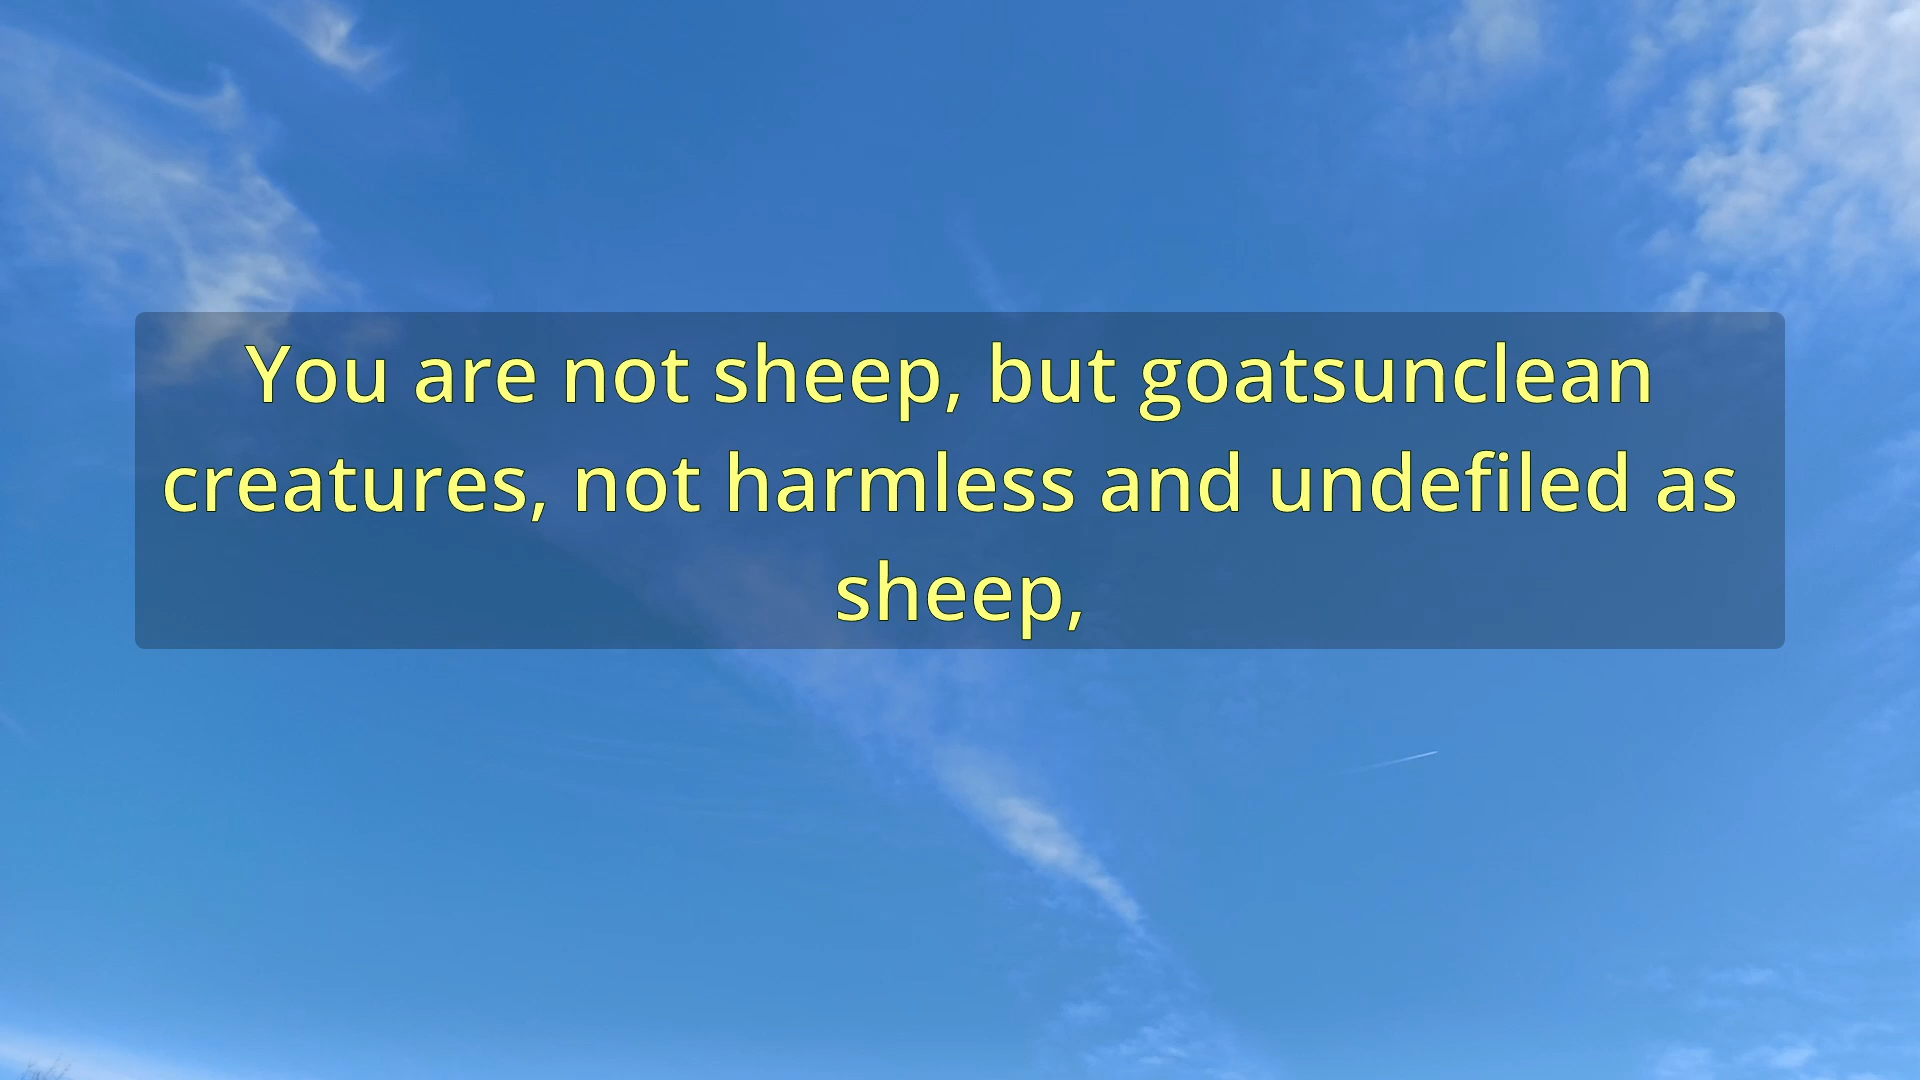 You are not sheep, but goatsunclean
creatures, not harmless and undefiled as
sheep,